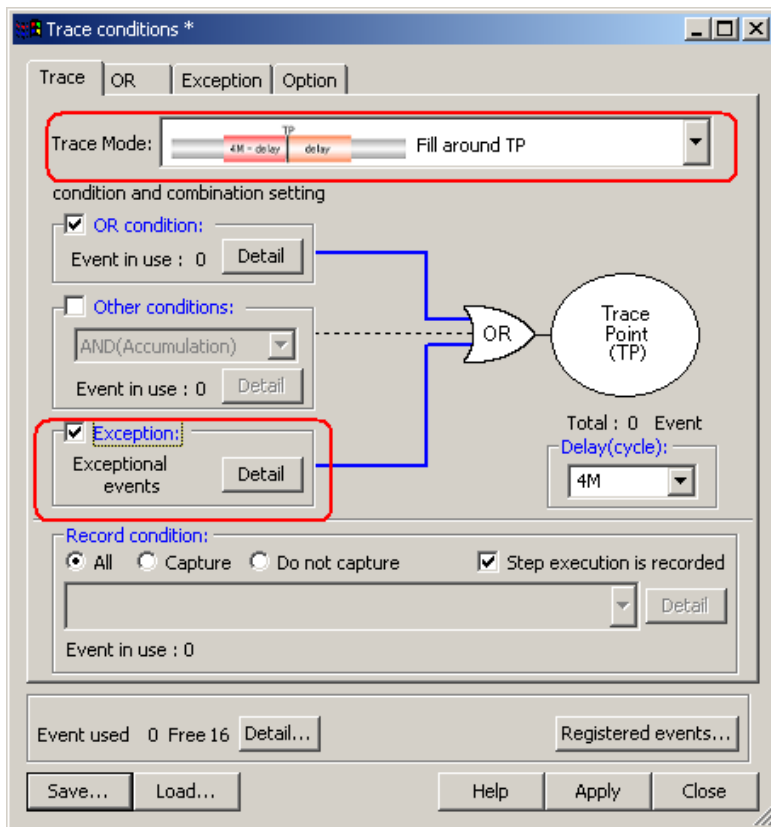 Trace conditions *
Trace OR Exception Option
Trace Mode: 4M - delay TP delay Fill around TP
condition and combination setting
OR condition:
Event in use : 0 Detail
Other conditions:
AND(Accumulation)
Event in use : 0 Detail
Exception:
Exceptional
events
Detail
OR
Trace
Point
(TP)
Total : 0 Event
Delay(cycle):
4M
Record condition:
All Capture Do not capture Step execution is recorded
Detail
Event in use : 0
Event used 0 Free 16 Detail... Registered events...
Save... Load... Help Apply Close